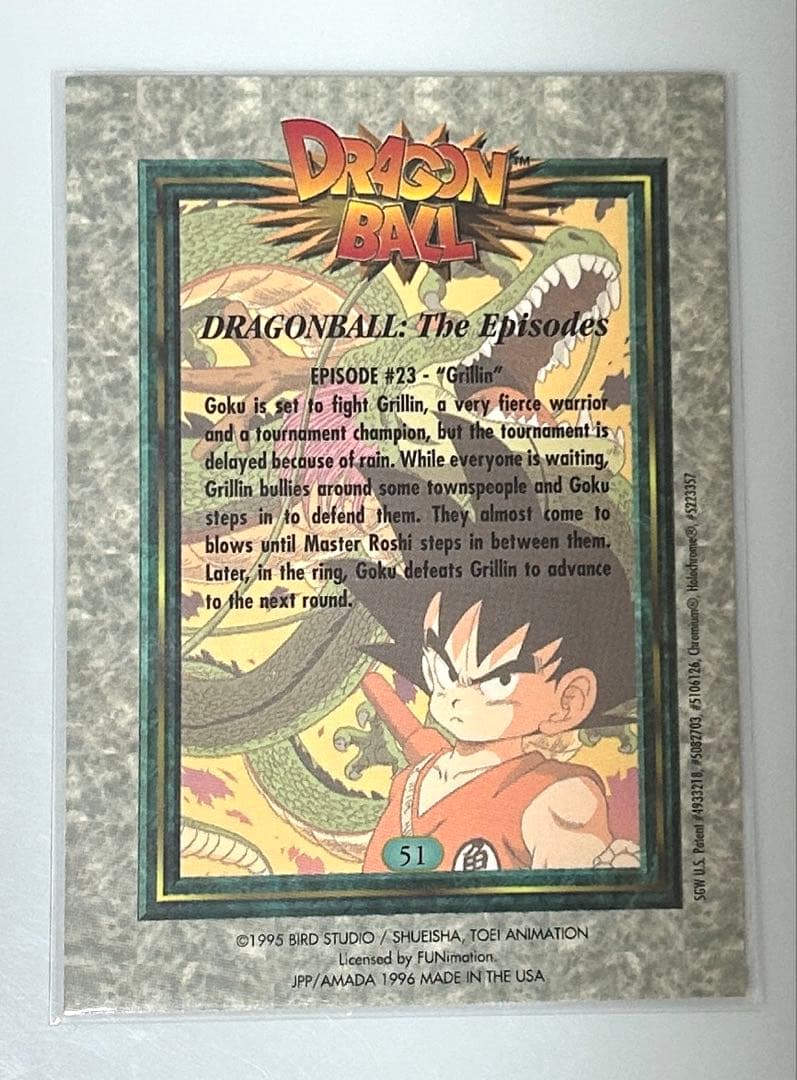 DRAGON™
BALL
DRAGONBALL: The Episodes
EPISODE #23 - "Grillin"
Goku is set to fight Grillin, a very fierce warrior
and a tournament champion, but the tournament is
delayed because of rain. While everyone is waiting,
Grillin bullies around some townspeople and Goku
steps in to defend them. They almost come to
blows until Master Roshi steps in between them.
Later, in the ring, Goku defeats Grillin to advance
to the next round.
亀
51
SGW U.S. Patent #4933218, #5082703, #5106126, Chromium®, Holochrome®, #5223357
©1995 BIRD STUDIO / SHUEISHA, TOEI ANIMATION
Licensed by FUNimation.
JPP/AMADA 1996 MADE IN THE USA